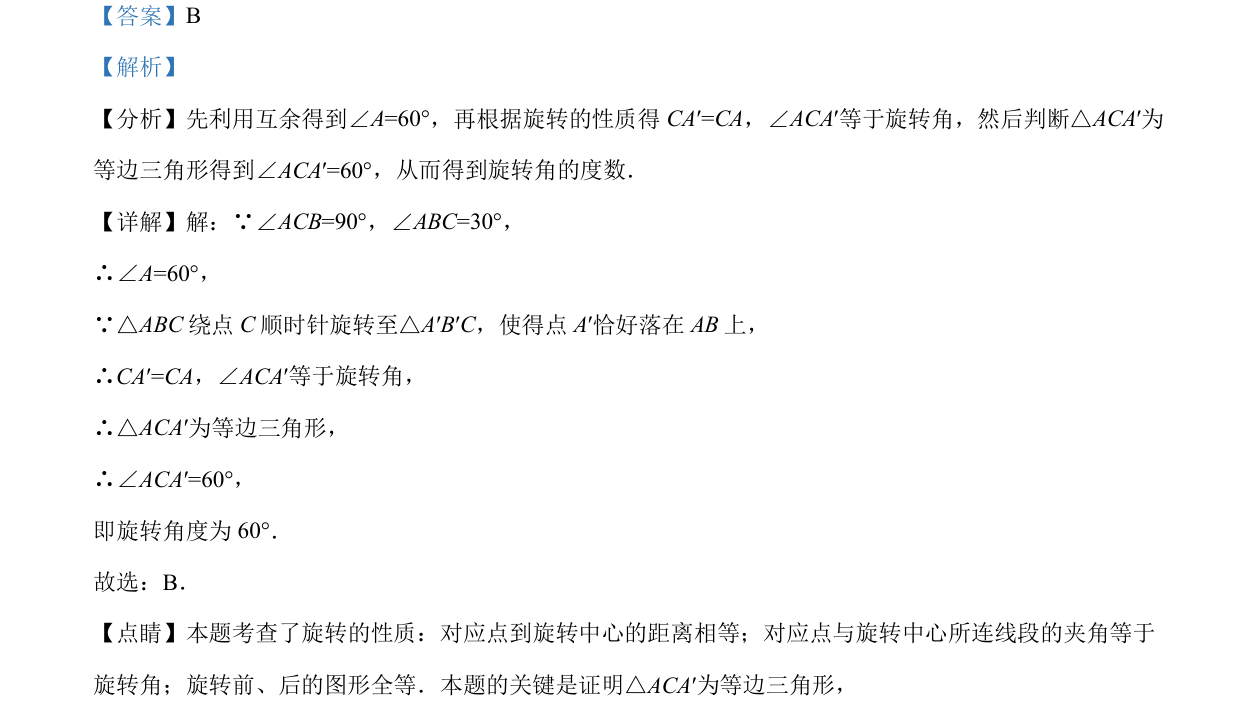 【答案】B
【解析】
【分析】先利用互余得到∠A=60°，再根据旋转的性质得 CA′=CA，∠ACA′等于旋转角，然后判断△ACA′为
等边三角形得到∠ACA′=60°，从而得到旋转角的度数．
【详解】解：∵∠ACB=90°，∠ABC=30°，
∴∠A=60°，
∵△ABC 绕点 C 顺时针旋转至△A′B′C，使得点 A′恰好落在 AB 上，
∴CA′=CA，∠ACA′等于旋转角，
∴△ACA′为等边三角形，
∴∠ACA′=60°，
即旋转角度为 60°．
故选：B．
【点睛】本题考查了旋转的性质：对应点到旋转中心的距离相等；对应点与旋转中心所连线段的夹角等于
旋转角；旋转前、后的图形全等．本题的关键是证明△ACA′为等边三角形，